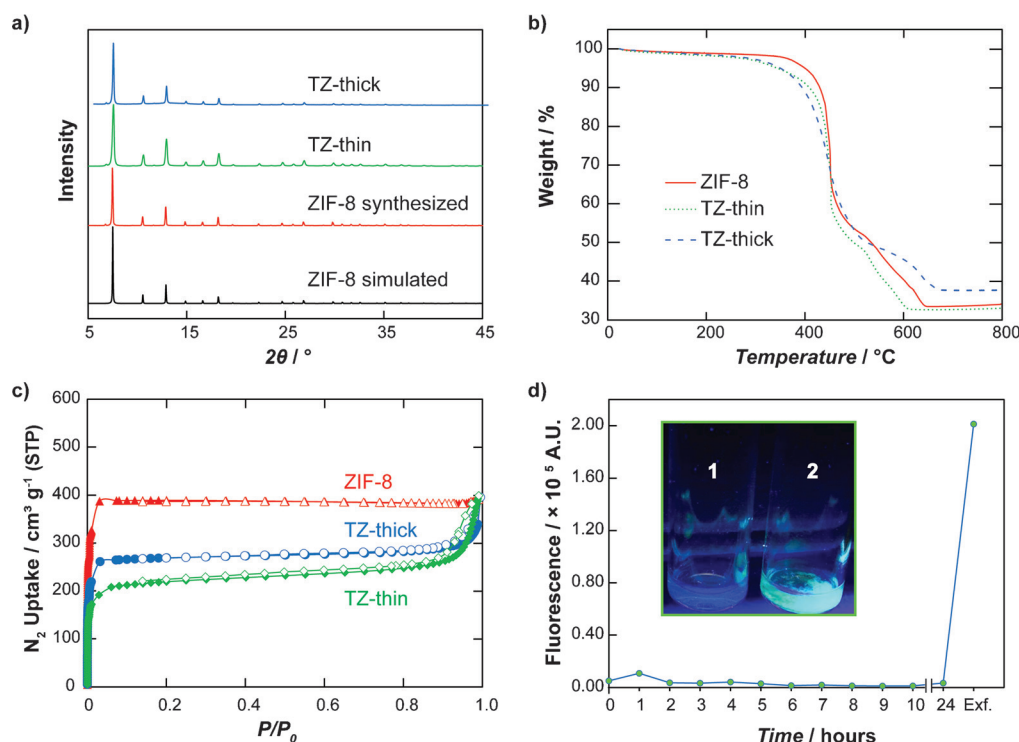 a)
Intensity
TZ-thick
TZ-thin
ZIF-8 synthesized
ZIF-8 simulated
5 15 25 35 45
2θ / °
b)
Weight / %
100
90
80
70
60
50
40
30
ZIF-8
TZ-thin
TZ-thick
0 200 400 600 800
Temperature / °C
c)
N2 Uptake / cm³ g⁻¹ (STP)
600
500
400
300
200
100
0
ZIF-8
TZ-thick
TZ-thin
0 0.2 0.4 0.6 0.8 1.0
P/P0
d)
Fluorescence / × 10 ⁵ A.U.
2.00
1.60
1.20
0.80
0.40
0.00
1 2
0 1 2 3 4 5 6 7 8 9 10 24 Exf.
Time / hours